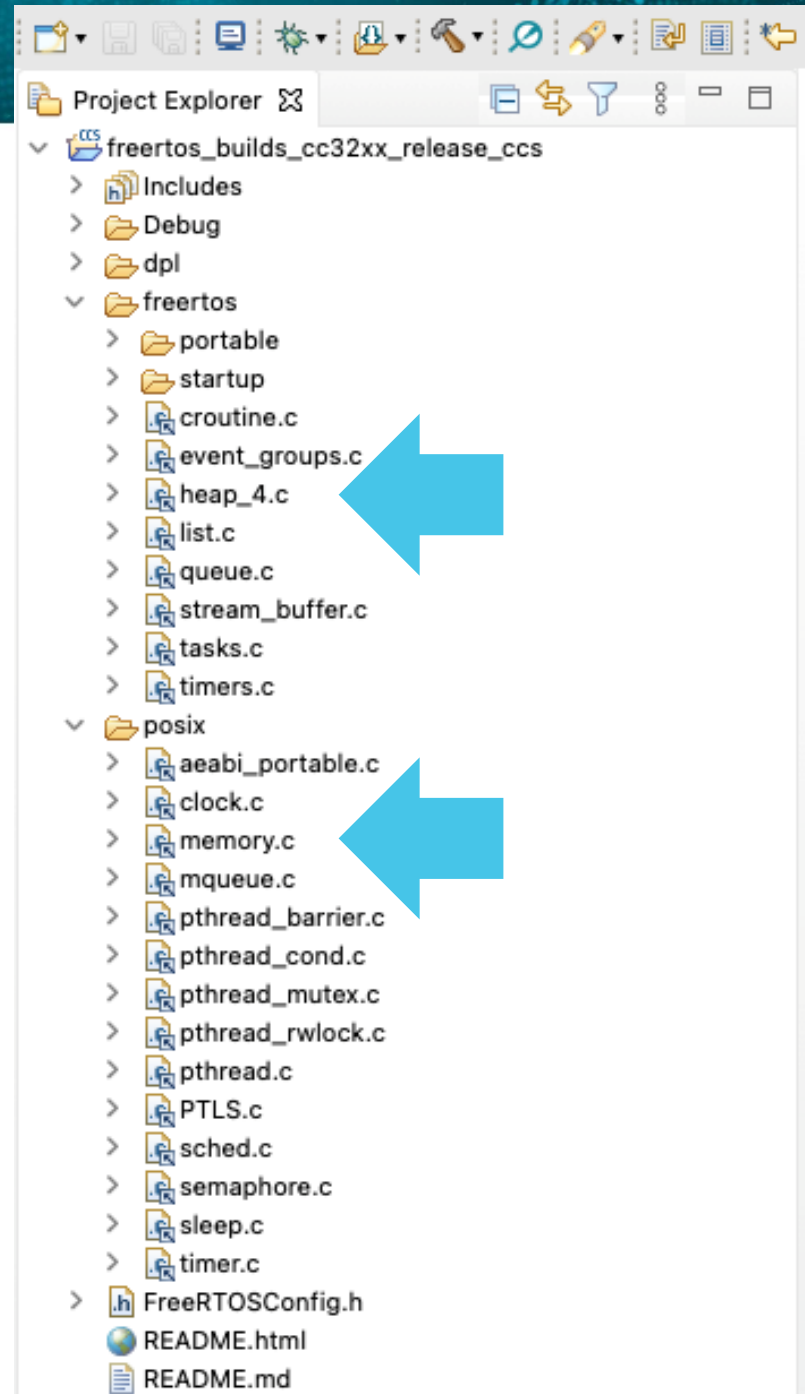 Project Explorer
CCS
freertos_builds_cc32xx_release_ccs
Includes
Debug
dpl
freertos
portable
startup
croutine.c
event_groups.c
heap_4.c
list.c
queue.c
stream_buffer.c
tasks.c
timers.c
posix
aeabi_portable.c
clock.c
memory.c
mqueue.c
pthread_barrier.c
pthread_cond.c
pthread_mutex.c
pthread_rwlock.c
pthread.c
PTLS.c
sched.c
semaphore.c
sleep.c
timer.c
FreeRTOSConfig.h
README.html
README.md